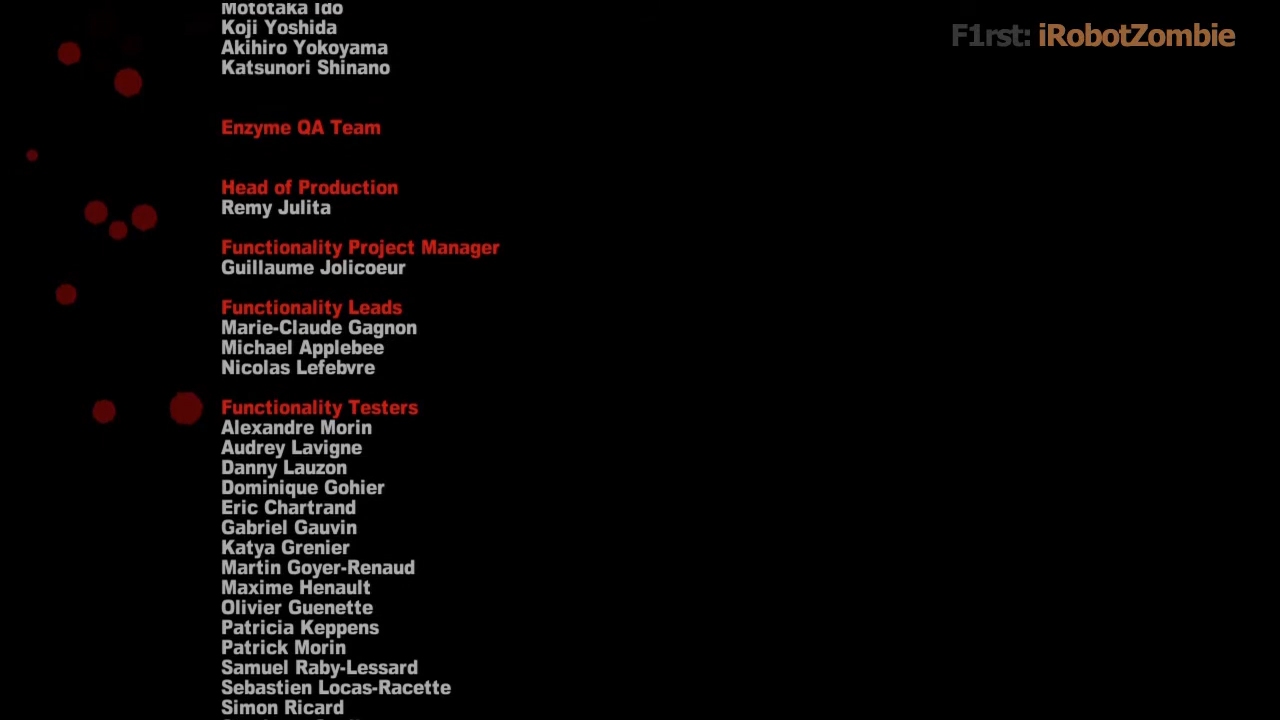 Mototaka Ido
Koji Yoshida
Akihiro Yokoyama
Katsunori Shinano
F1rst: iRobotZombie
Enzyme QA Team
Head of Production
Remy Julita
Functionality Project Manager
Guillaume Jolicoeur
Functionality Leads
Marie-Claude Gagnon
Michael Applebee
Nicolas Lefebvre
Functionality Testers
Alexandre Morin
Audrey Lavigne
Danny Lauzon
Dominique Gohier
Eric Chartrand
Gabriel Gauvin
Katya Grenier
Martin Goyer-Renaud
Maxime Henault
Olivier Guenette
Patricia Keppens
Patrick Morin
Samuel Raby-Lessard
Sebastien Locas-Racette
Simon Ricard